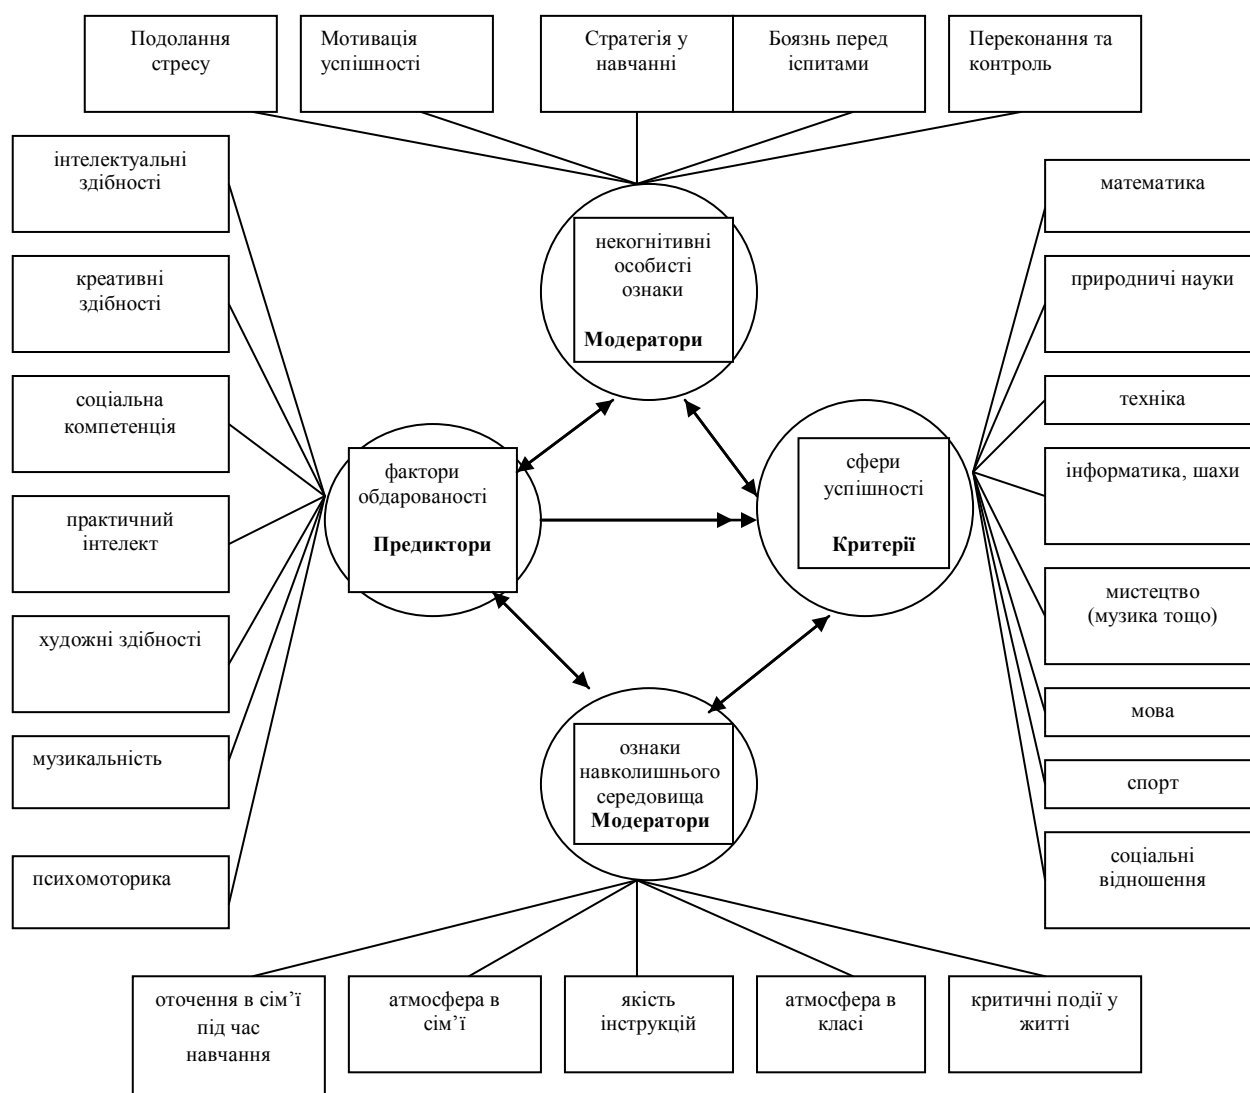 Подолання
стресу
Мотивація
успішності
Стратегія у
навчанні
Боязнь перед
іспитами
Переконання та
контроль
інтелектуальні
здібності
креативні
здібності
соціальна
компетенція
практичний
інтелект
художні здібності
музикальність
психомоторика
некогнітивні
особисті
ознаки
Модератори
фактори
обдарованості
Предиктори
сфери
успішності
Критерії
ознаки
навколишнього
середовища
Модератори
математика
природничі науки
техніка
інформатика, шахи
мистецтво
(музика тощо)
мова
спорт
соціальні
відношення
оточення в сім’ї
під час
навчання
атмосфера в
сім’ї
якість
інструкцій
атмосфера в
класі
критичні події у
житті